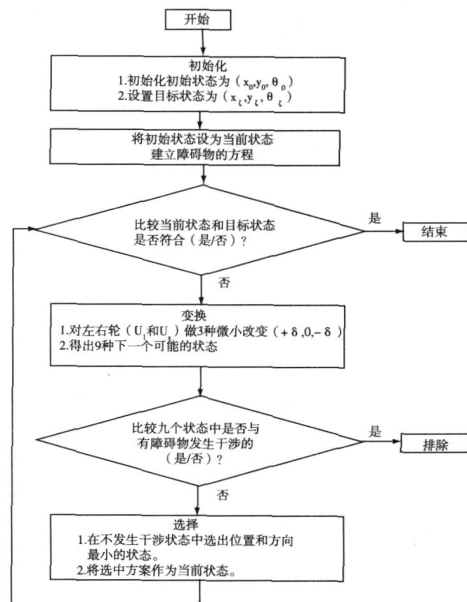 开始
初始化
1.初始化初始状态为（x₀,y₀,θ₀）
2.设置目标状态为（xζ,yζ,θζ）
将初始状态设为当前状态
建立障碍物的方程
比较当前状态和目标状态
是否符合（是/否）？
是
结束
否
变换
1.对左右轮（U和U）做3种微小改变（+δ,0,-δ）
2.得出9种下一个可能的状态
比较九个状态中是否与
有障碍物发生干涉的
（是/否）？
是
排除
否
选择
1.在不发生干涉状态中选出位置和方向
最小的状态。
2.将选中方案作为当前状态。